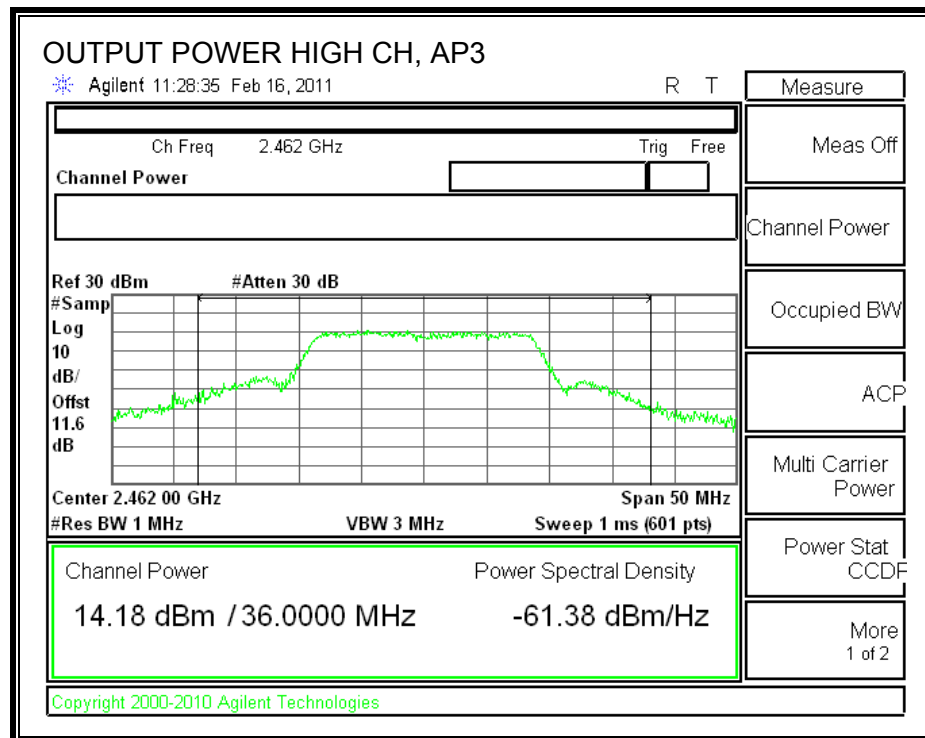 OUTPUT POWER HIGH CH, AP3
Agilent 11:28:35 Feb 16, 2011 R T
Measure
Ch Freq 2.462 GHz Trig Free
Meas Off
Channel Power
Channel Power
Ref 30 dBm #Atten 30 dB
#Samp
Log
10
dB/
Offst
11.6
dB
Occupied BW
ACP
Center 2.462 00 GHz Span 50 MHz
#Res BW 1 MHz VBW 3 MHz Sweep 1 ms (601 pts)
Multi Carrier
Power
Channel Power Power Spectral Density
14.18 dBm / 36.0000 MHz -61.38 dBm/Hz
Power Stat
CCDF
More
1 of 2
Copyright 2000-2010 Agilent Technologies